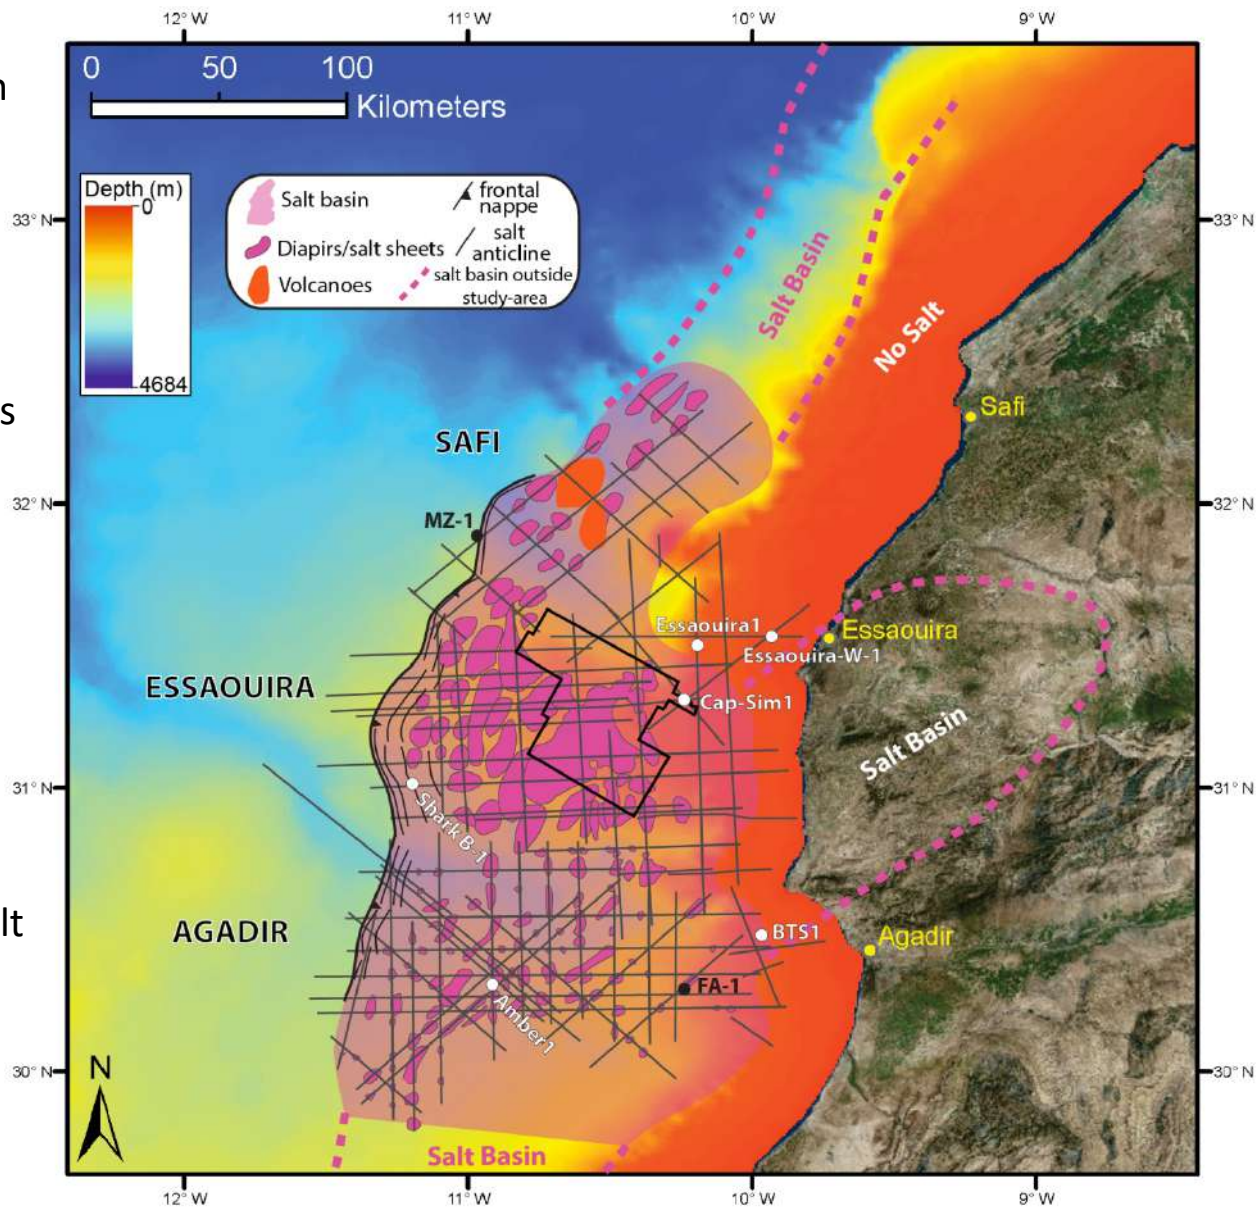 12° W 11° W 10° W 9° W
0 50 100
Kilometers
n
Depth (m)
0
4684
Salt basin
Diapirs/salt sheets
Volcanoes
frontal
nappe
salt
anticline
salt basin outside
study-area
33° N
33° N
Salt Basin
No Salt
s
Safi
SAFI
32° N
32° N
MZ-1
Essaouira1
Essaouira
Essaouira-W-1
ESSAOUIRA
Cap-Sim1
Salt Basin
31° N
31° N
Shark B-1
lt
AGADIR
BTS1
Agadir
FA-1
Amber1
30° N
30° N
N
Salt Basin
12° W 11° W 10° W 9° W